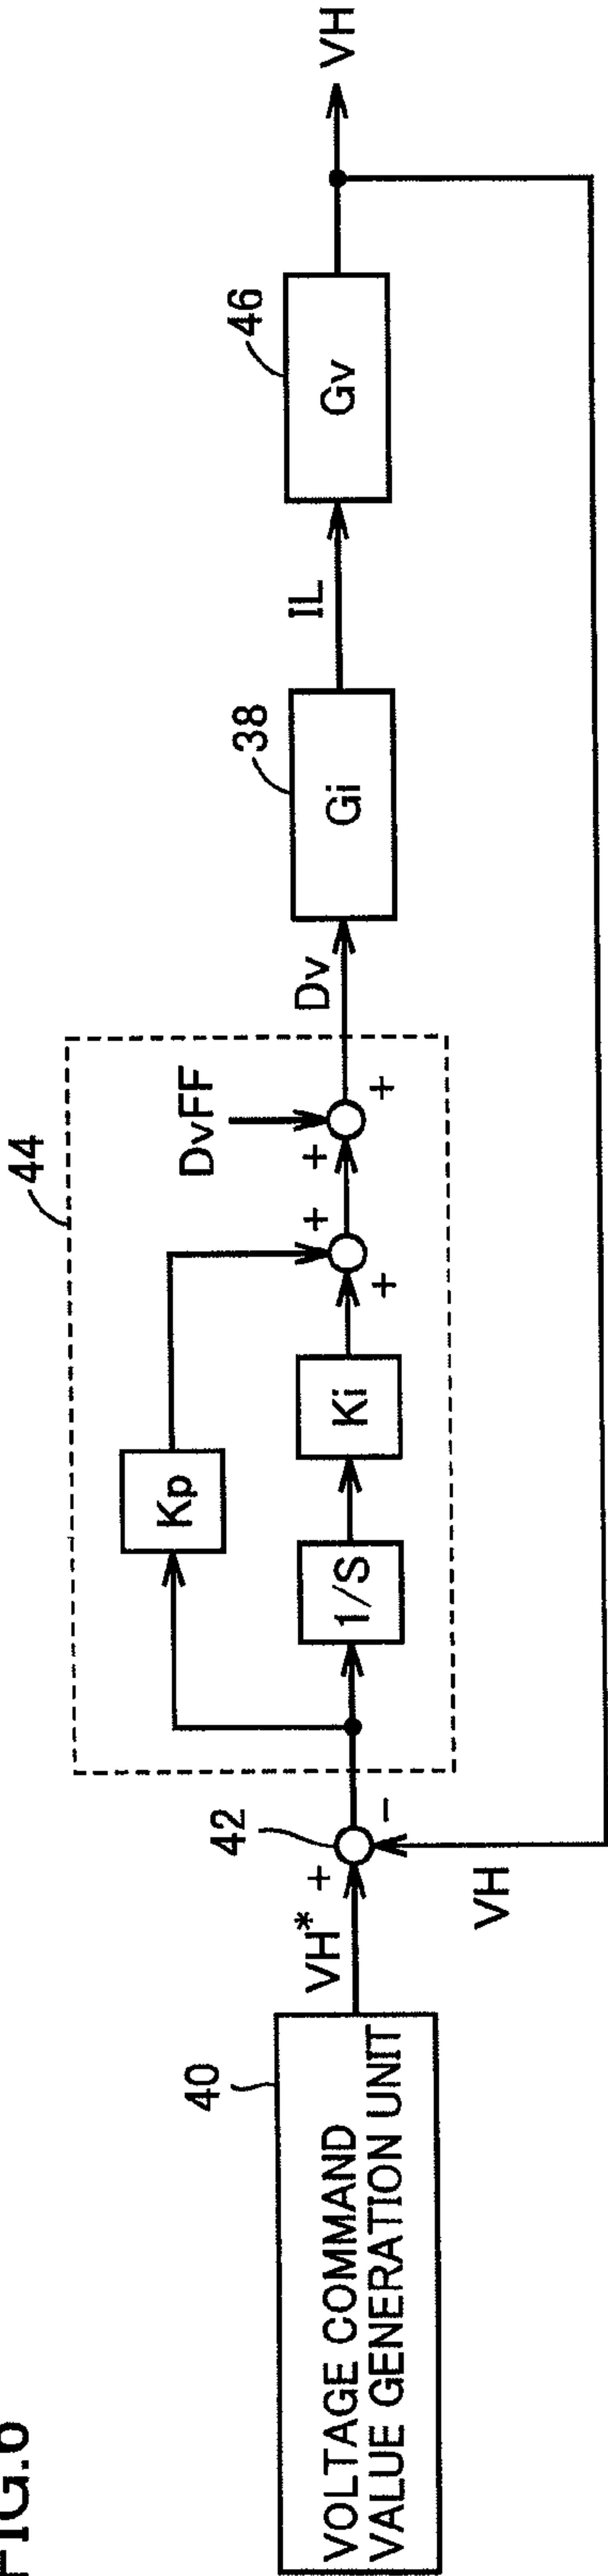 FIG.6
40
VOLTAGE COMMAND
VALUE GENERATION UNIT
VH*
+
42
−
VH
44
Kp
1/S
Ki
+
+
DvFF
+
+
Dv
38
Gi
IL
46
Gv
VH